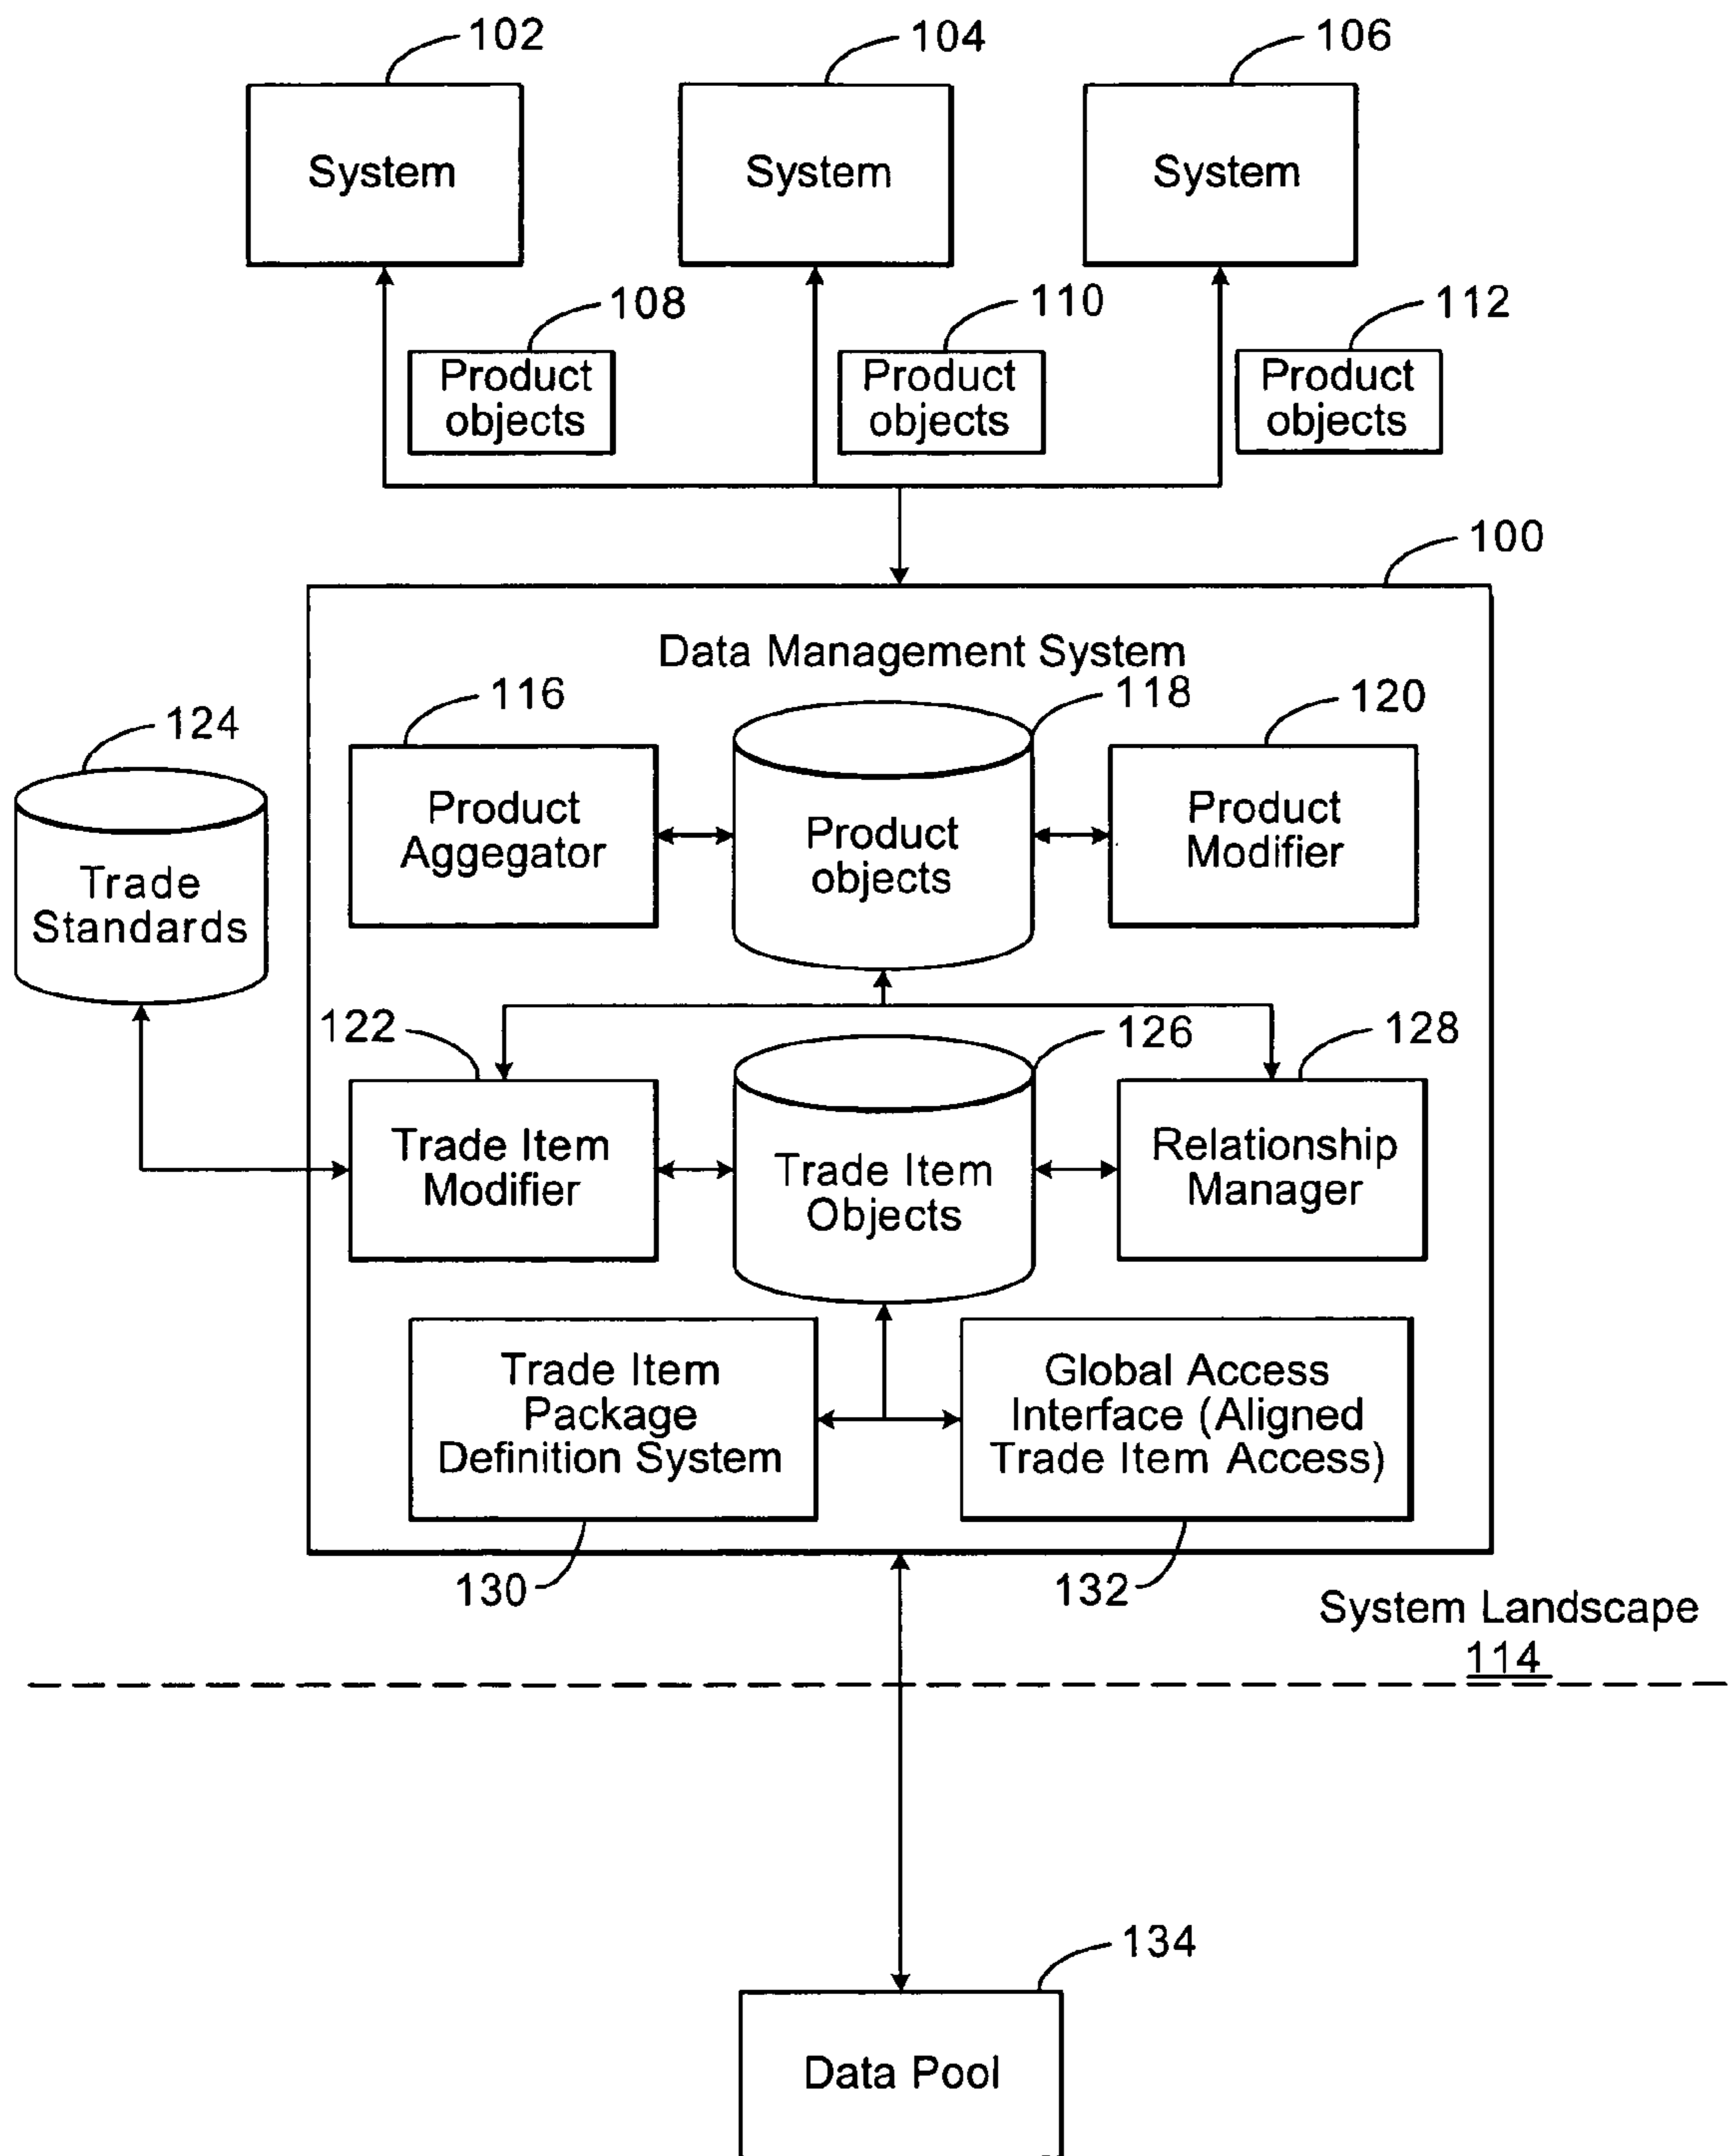 102
104
106
System
System
System
108
110
112
Product
objects
Product
objects
Product
objects
100
Data Management System
116
118
120
124
Product
Aggegator
Product
objects
Product
Modifier
Trade
Standards
122
126
128
Trade Item
Modifier
Trade Item
Objects
Relationship
Manager
Trade Item
Package
Definition System
Global Access
Interface (Aligned
Trade Item Access)
130
132
System Landscape
114
134
Data Pool